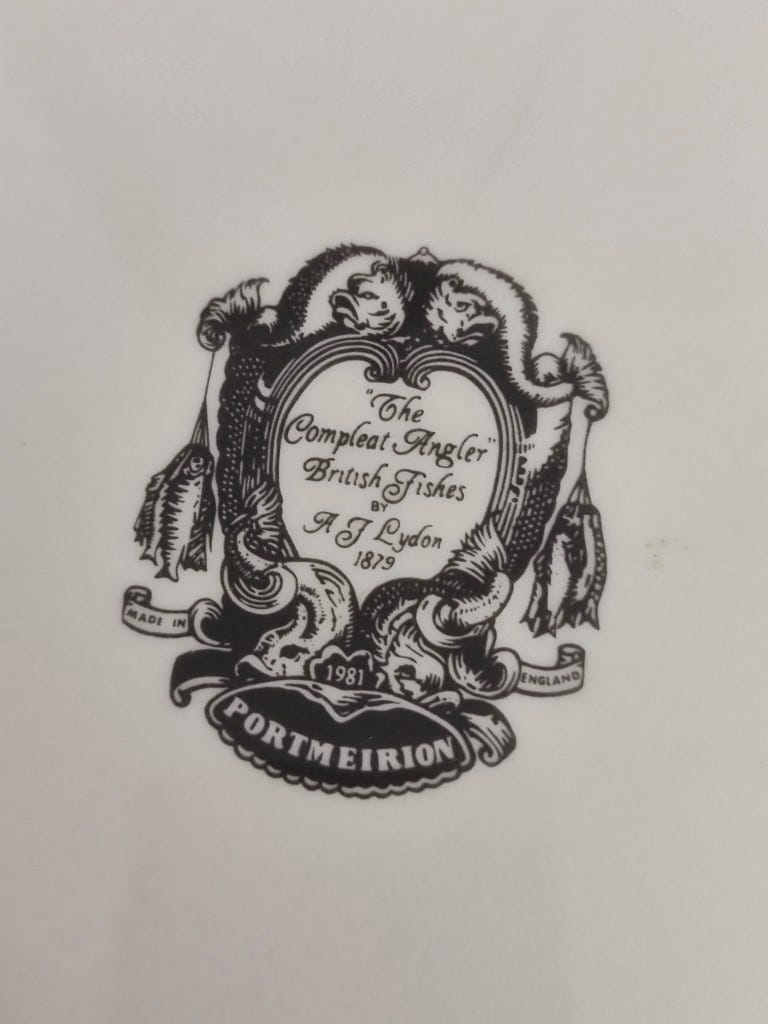 "The
Compleat Angler"
British Fishes
BY
A J Lydon
1879
MADE IN
ENGLAND
1981
PORTMEIRION